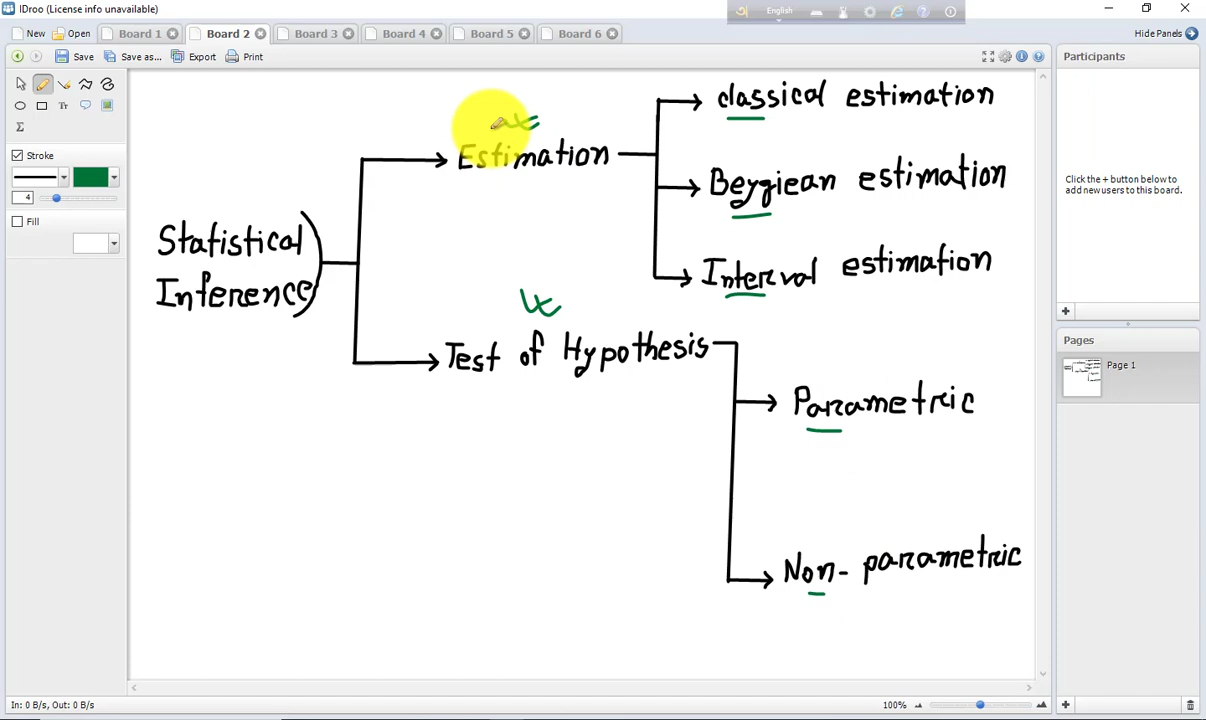 IDroo (License info unavailable)
English
New Open Board 1 Board 2 Board 3 Board 4 Board 5 Board 6 Hide Panels
Save Save as... Export Print
Participants
Click the + button below to
add new users to this board.
Tr
Σ
Stroke
4
Fill
Statistical
Inference
Estimation
classical estimation
Beygiean estimation
Interval estimation
Test of Hypothesis
Parametric
Non- parametric
Pages
Page 1
In: 0 B/s, Out: 0 B/s
100%